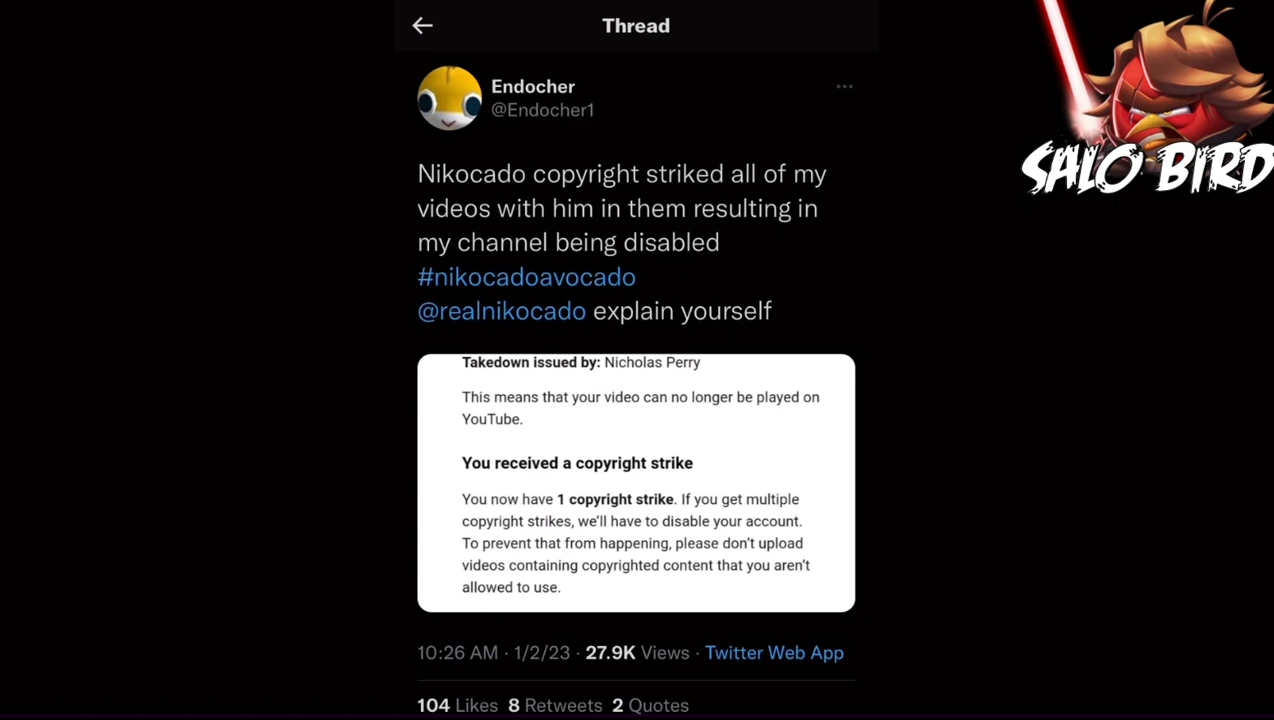 Thread
Endocher
@Endocher1
Nikocado copyright striked all of my
videos with him in them resulting in
my channel being disabled
#nikocadoavocado
@realnikocado explain yourself
Takedown issued by: Nicholas Perry
This means that your video can no longer be played on
YouTube.
You received a copyright strike
You now have 1 copyright strike. If you get multiple
copyright strikes, we’ll have to disable your account.
To prevent that from happening, please don’t upload
videos containing copyrighted content that you aren’t
allowed to use.
10:26 AM · 1/2/23 · 27.9K Views · Twitter Web App
104 Likes 8 Retweets 2 Quotes
SALO BIRD